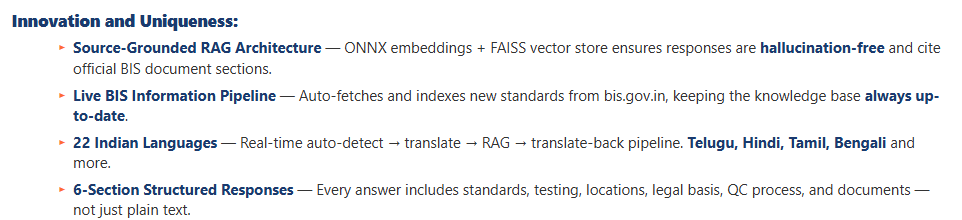 Innovation and Uniqueness:
▸ Source-Grounded RAG Architecture — ONNX embeddings + FAISS vector store ensures responses are hallucination-free and cite
official BIS document sections.
▸ Live BIS Information Pipeline — Auto-fetches and indexes new standards from bis.gov.in, keeping the knowledge base always up-
to-date.
▸ 22 Indian Languages — Real-time auto-detect → translate → RAG → translate-back pipeline. Telugu, Hindi, Tamil, Bengali and
more.
▸ 6-Section Structured Responses — Every answer includes standards, testing, locations, legal basis, QC process, and documents —
not just plain text.